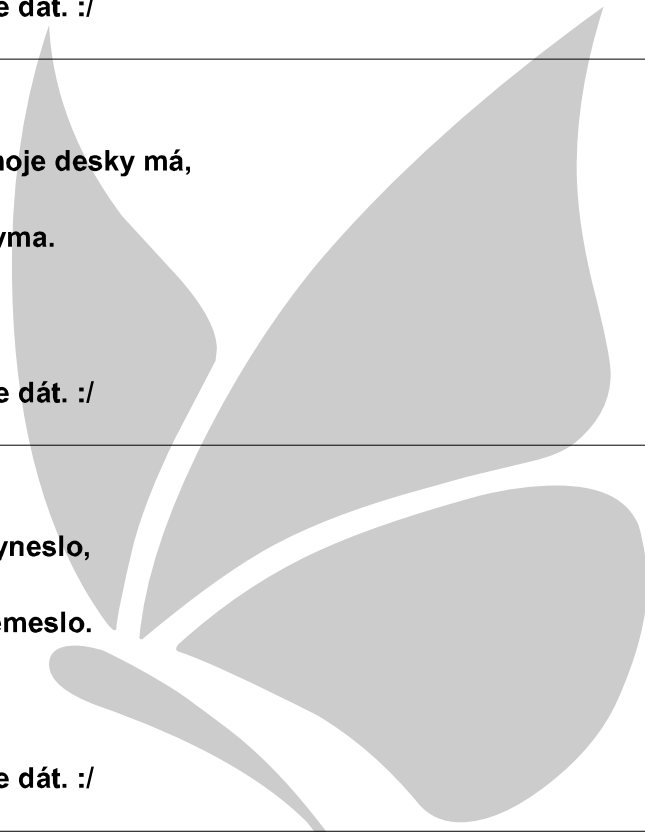 e dát. :/
noje desky má,
yma.
e dát. :/
yneslo,
emeslo.
e dát. :/